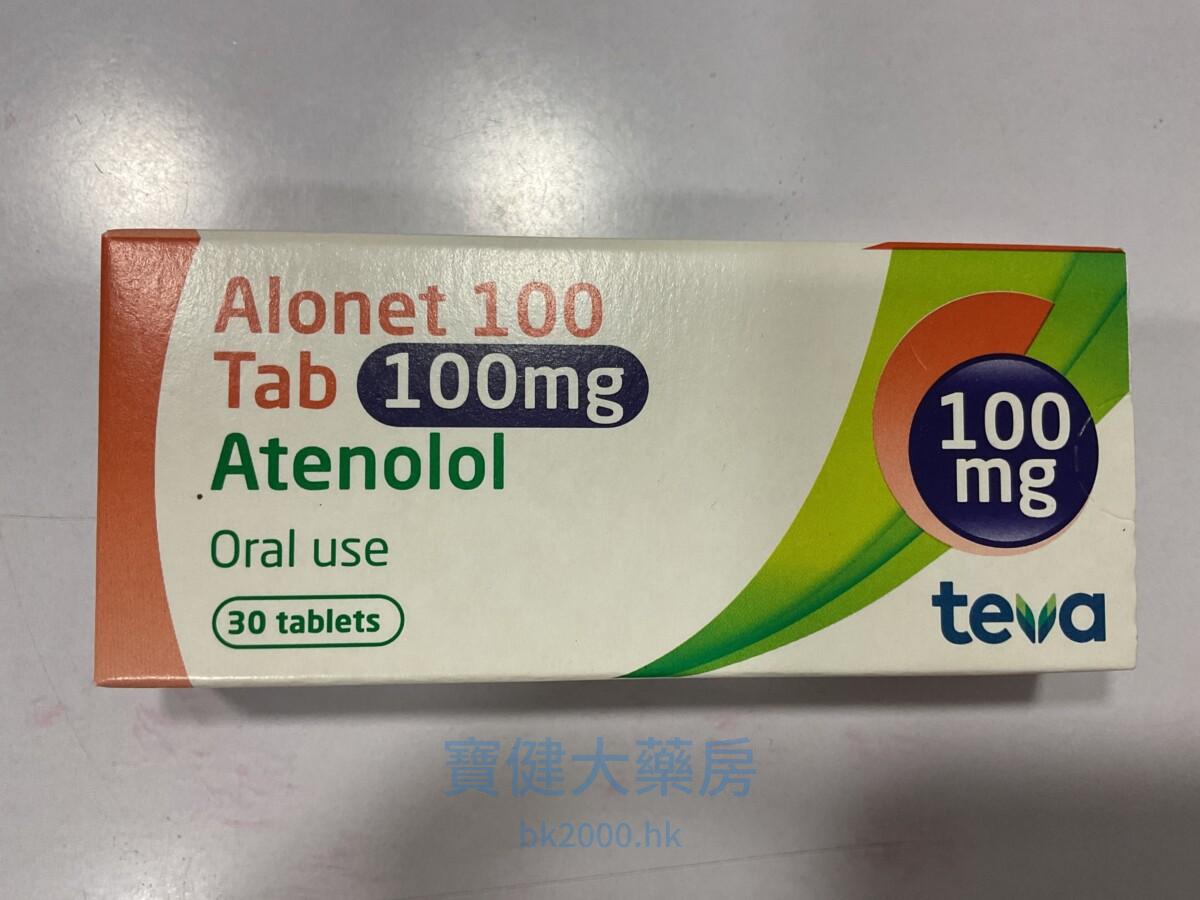 Alonet 100
Tab 100mg
Atenolol
Oral use
30 tablets
100
mg
teva
寶健大藥房
bk2000.hk